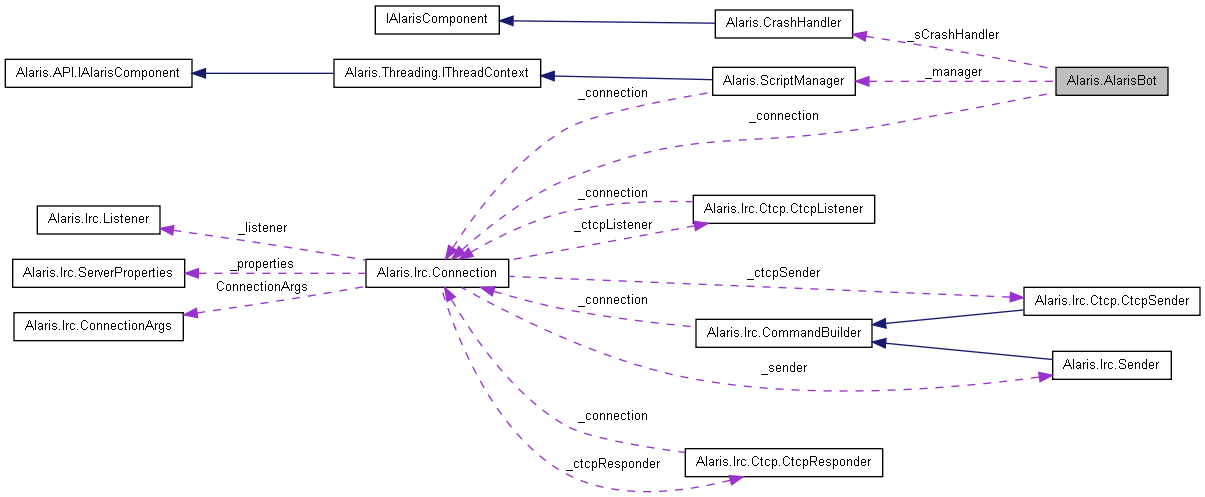 IAlarisComponent
Alaris.CrashHandler
_sCrashHandler
Alaris.API.IAlarisComponent
Alaris.Threading.IThreadContext
Alaris.ScriptManager
_manager
Alaris.AlarisBot
_connection
_connection
Alaris.Irc.Listener
_listener
_connection
Alaris.Irc.Ctcp.CtcpListener
_ctcpListener
Alaris.Irc.ServerProperties
_properties
Alaris.Irc.Connection
_ctcpSender
ConnectionArgs
Alaris.Irc.ConnectionArgs
_connection
Alaris.Irc.CommandBuilder
Alaris.Irc.Ctcp.CtcpSender
_sender
Alaris.Irc.Sender
_connection
_ctcpResponder
Alaris.Irc.Ctcp.CtcpResponder